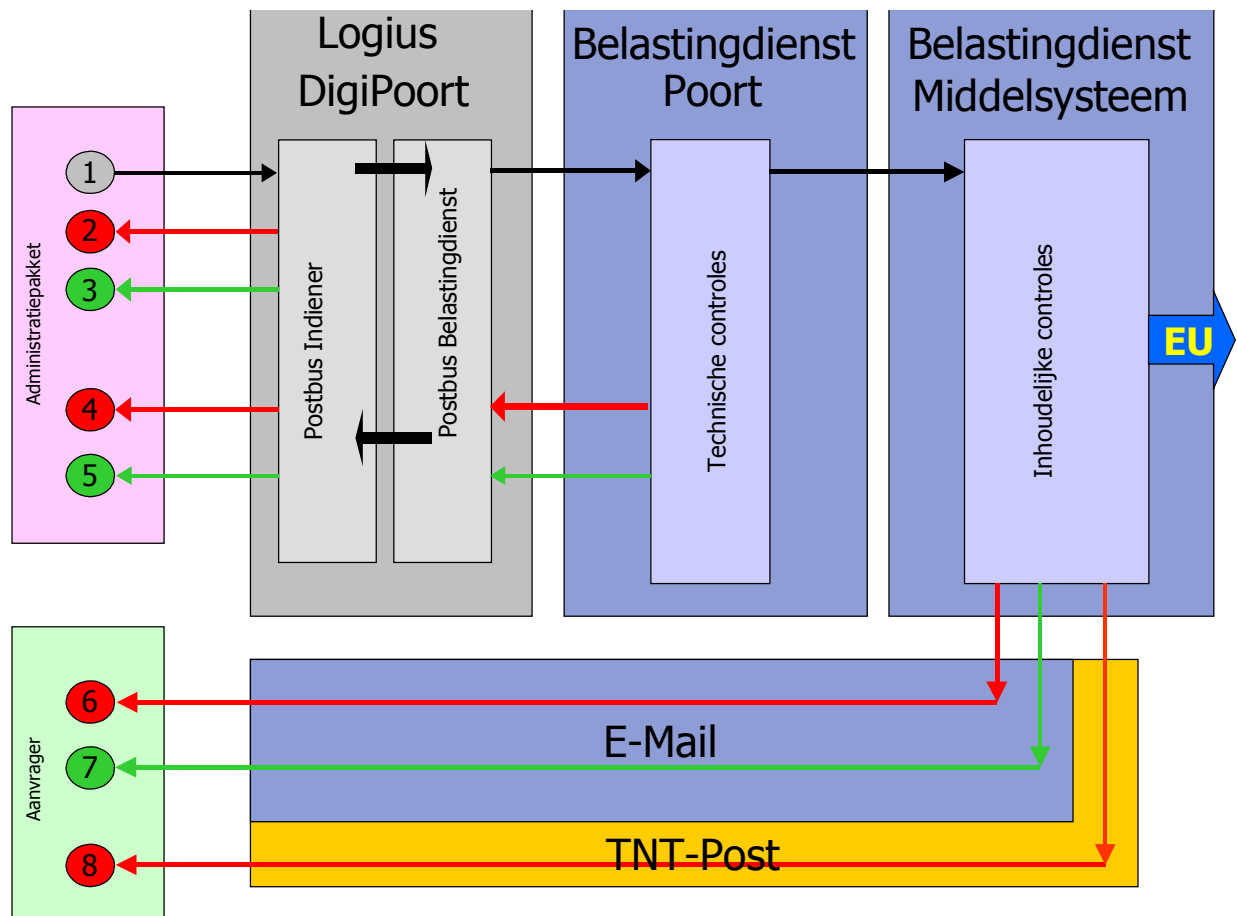 Logius
DigiPoort
Belastingdienst
Poort
Belastingdienst
Middelsysteem
Administratiepakket
1
2
3
4
5
Postbus Indiener
Postbus Belastingdienst
Technische controles
Inhoudelijke controles
EU
Aanvrager
6
7
8
E-Mail
TNT-Post